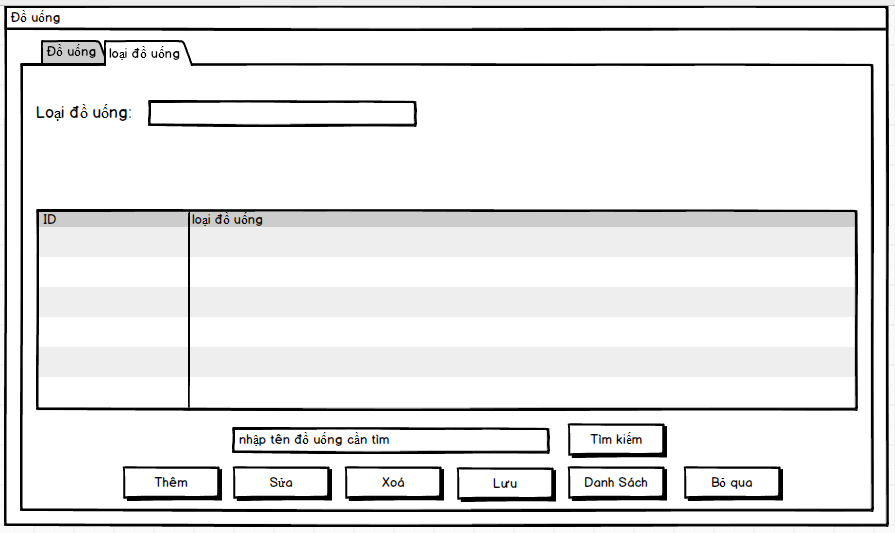 Đồ uống
Đồ uống loại đồ uống
Loại đồ uống:
ID loại đồ uống
nhập tên đồ uống cần tìm Tìm kiếm
Thêm Sửa Xoá Lưu Danh Sách Bỏ qua